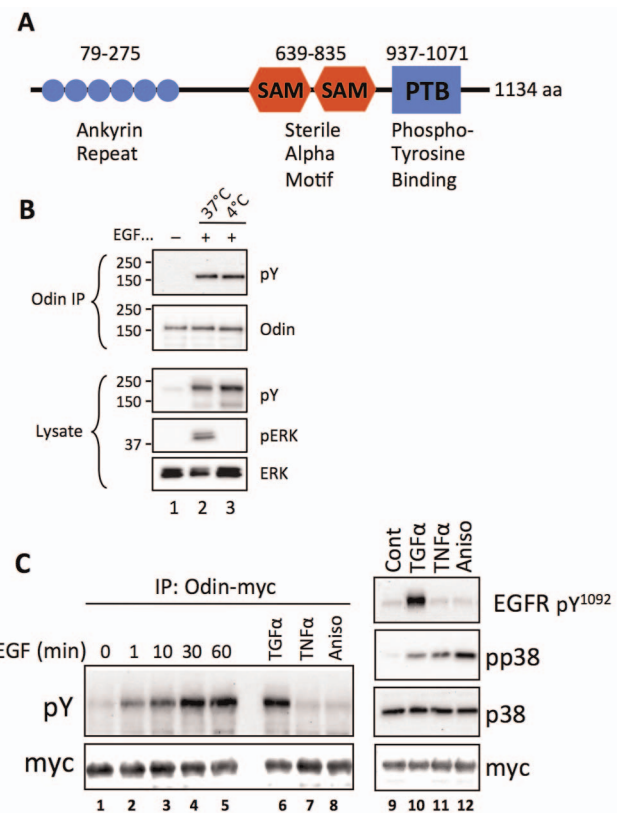 A
79-275 639-835 937-1071
SAM SAM PTB 1134 aa
Ankyrin Repeat
Sterile Alpha Motif
Phospho-Tyrosine Binding
B
37°C 4°C
EGF... – + +
Odin IP
250
150
pY
250
150
Odin
Lysate
250
150
pY
37
pERK
ERK
1 2 3
C
IP: Odin-myc
EGF (min) 0 1 10 30 60 TGFα TNFα Aniso
pY
myc
1 2 3 4 5 6 7 8
Cont TGFα TNFα Aniso
EGFR pY1092
pp38
p38
myc
9 10 11 12